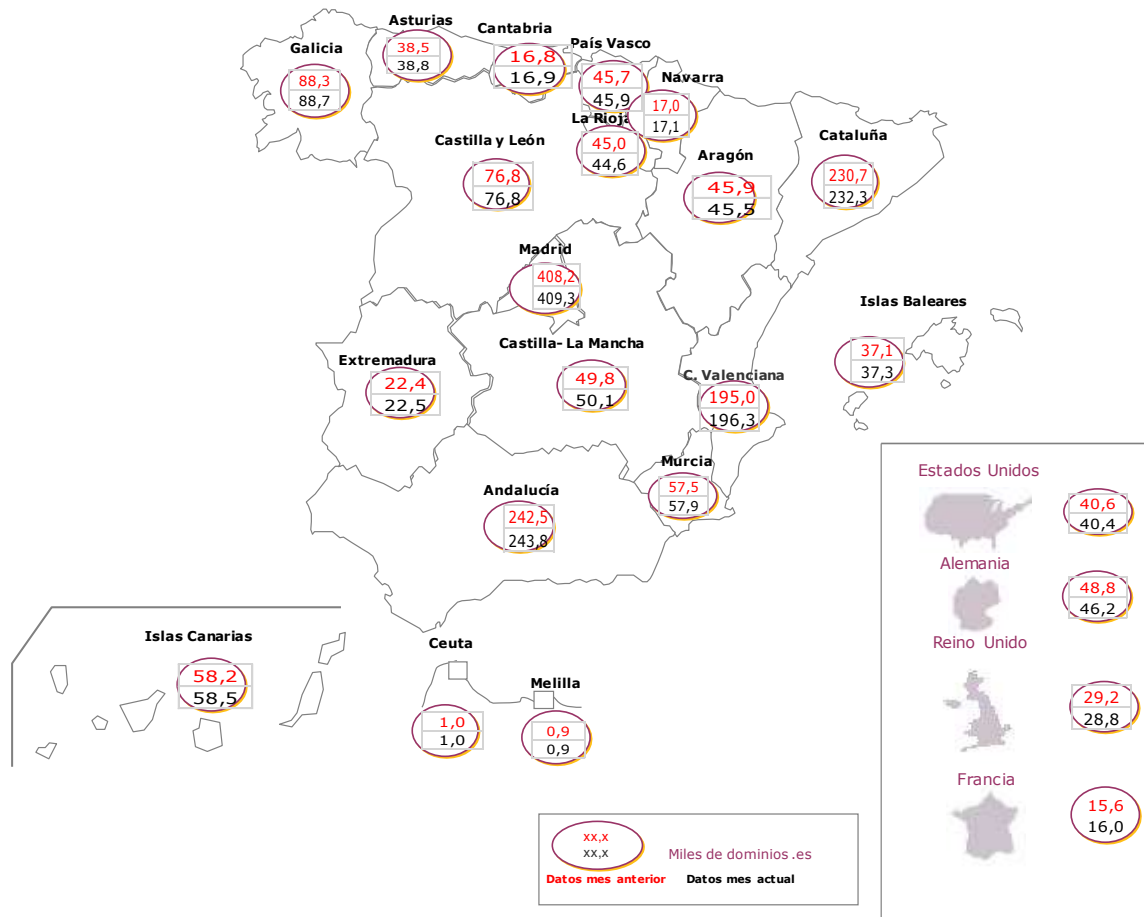 Asturias
38,5
38,8
Cantabria
16,8
16,9
País Vasco
45,7
45,9
Galicia
88,3
88,7
Navarra
17,0
17,1
La Rioja
45,0
44,6
Castilla y León
76,8
76,8
Aragón
45,9
45,5
Cataluña
230,7
232,3
Madrid
408,2
409,3
Islas Baleares
37,1
37,3
Extremadura
22,4
22,5
Castilla- La Mancha
49,8
50,1
C. Valenciana
195,0
196,3
Murcia
57,5
57,9
Andalucía
242,5
243,8
Islas Canarias
58,2
58,5
Ceuta
1,0
1,0
Melilla
0,9
0,9
Estados Unidos
40,6
40,4
Alemania
48,8
46,2
Reino Unido
29,2
28,8
Francia
15,6
16,0
xx,x
xx,x
Miles de dominios .es
Datos mes anterior Datos mes actual